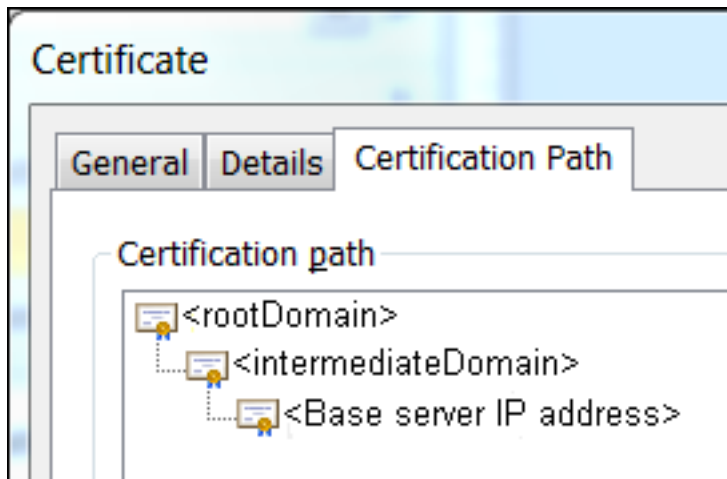 Certificate
General Details Certification Path
Certification path
<rootDomain>
<intermediateDomain>
<Base server IP address>